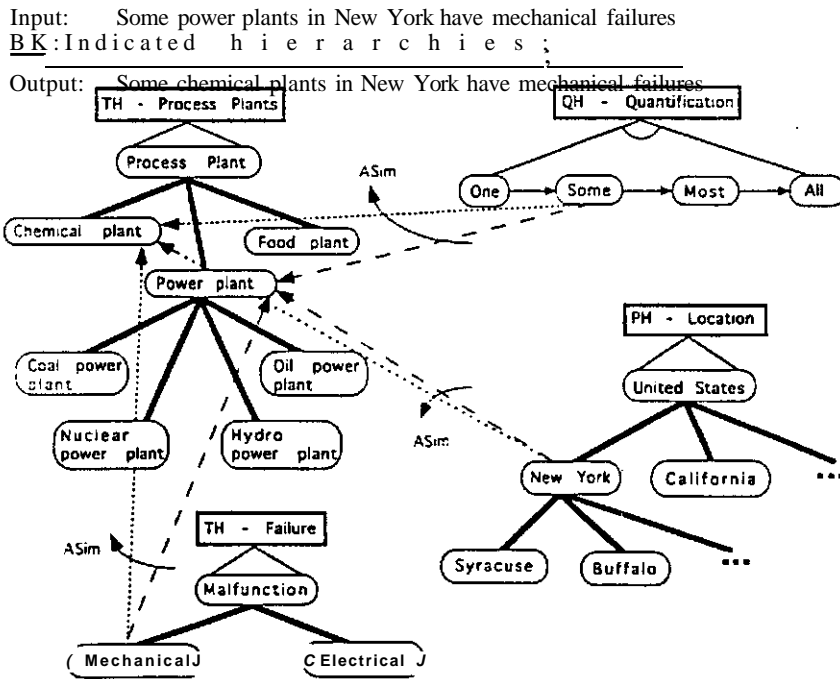 Input: Some power plants in New York have mechanical failures
BK:Indicated hierarchies;
Output: Some chemical plants in New York have mechanical failures
TH - Process Plants
QH - Quantification
Process Plant
ASim
One
Some
Most
All
Chemical plant
Food plant
Power plant
PH - Location
Coal power
plant
Oil power
plant
United States
ASim
Nuclear
power plant
Hydro
power plant
New York
California
...
TH - Failure
ASim
Syracuse
Buffalo
...
Malfunction
( MechanicalJ
C Electrical J